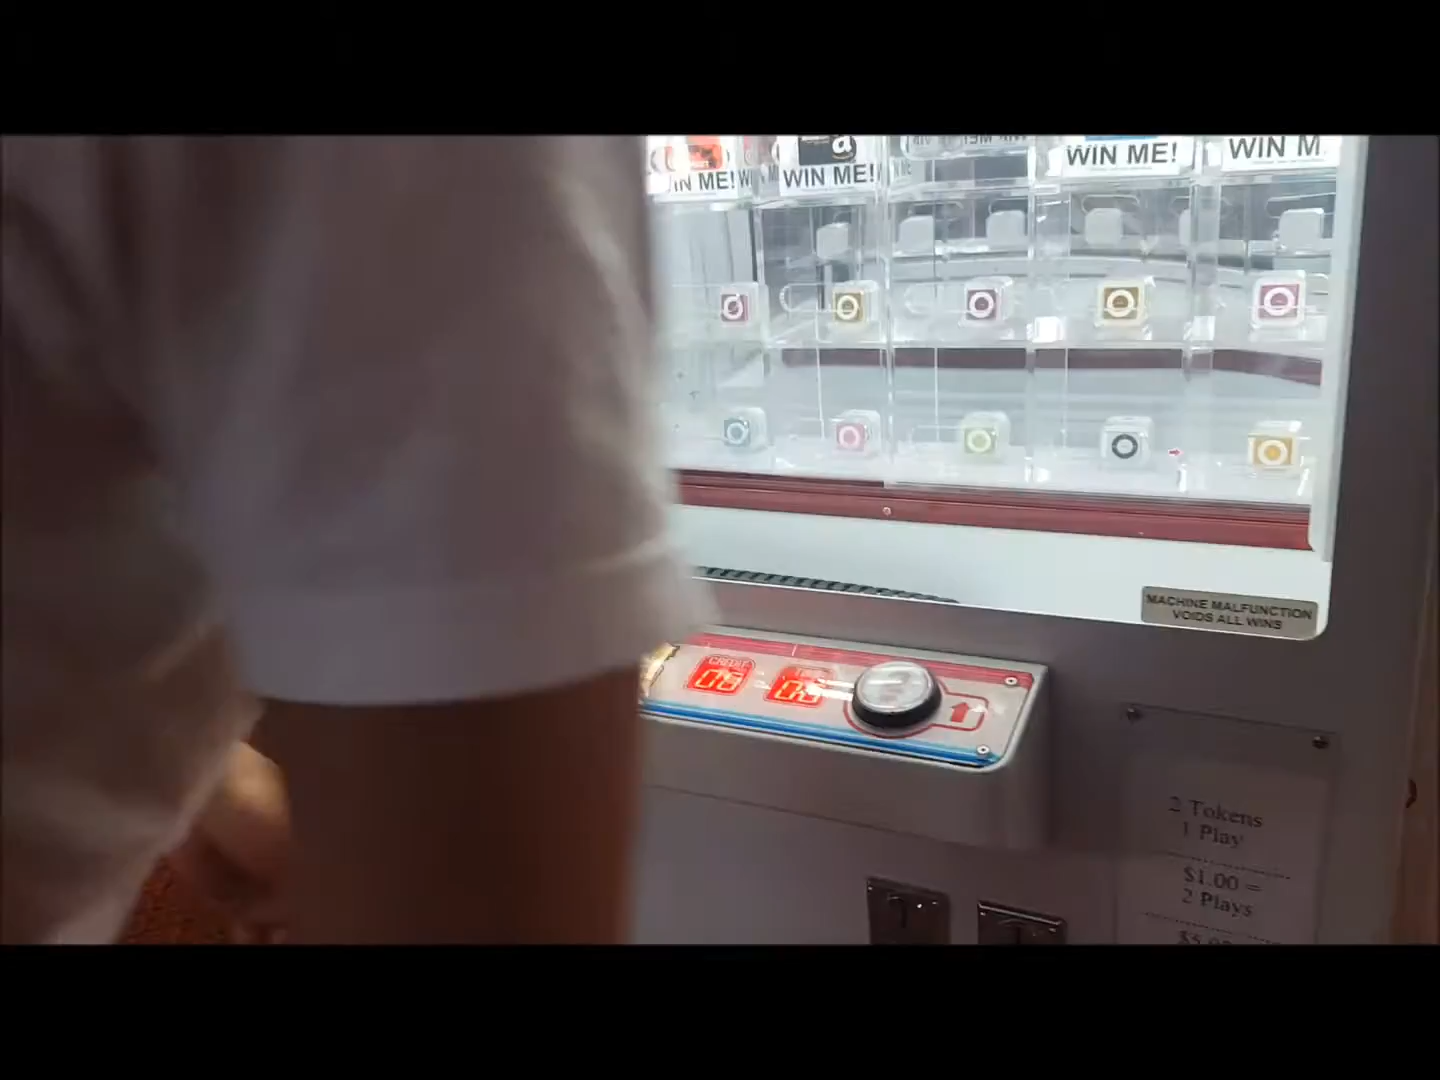 WIN ME!
WIN ME!
WIN ME!
WIN M
MACHINE MALFUNCTION
VOIDS ALL WINS
CREDIT
2 Tokens
1 Play
$1.00 =
2 Plays